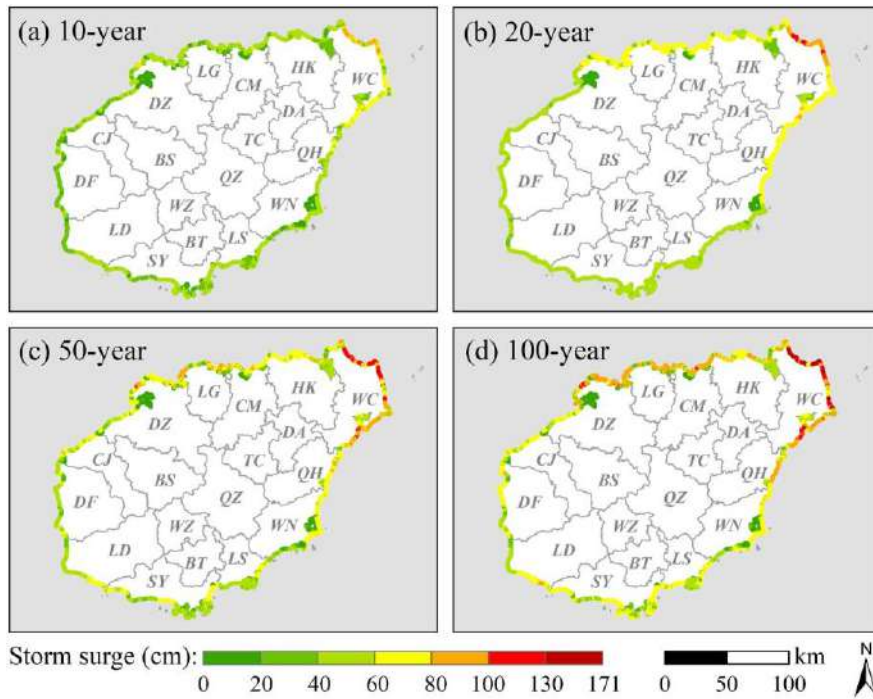 (a) 10-year
LG
CM
HK
WC
DZ
DA
CJ
BS
TC
QH
DF
QZ
WZ
WN
LD
BT
LS
SY
(b) 20-year
LG
CM
HK
WC
DZ
DA
CJ
BS
TC
QH
DF
QZ
WZ
WN
LD
BT
LS
SY
(c) 50-year
LG
CM
HK
WC
DZ
DA
CJ
BS
TC
QH
DF
QZ
WZ
WN
LD
BT
LS
SY
(d) 100-year
LG
CM
HK
WC
DZ
DA
CJ
BS
TC
QH
DF
QZ
WZ
WN
LD
BT
LS
SY
Storm surge (cm):
0 20 40 60 80 100 130 171
km
0 50 100
N